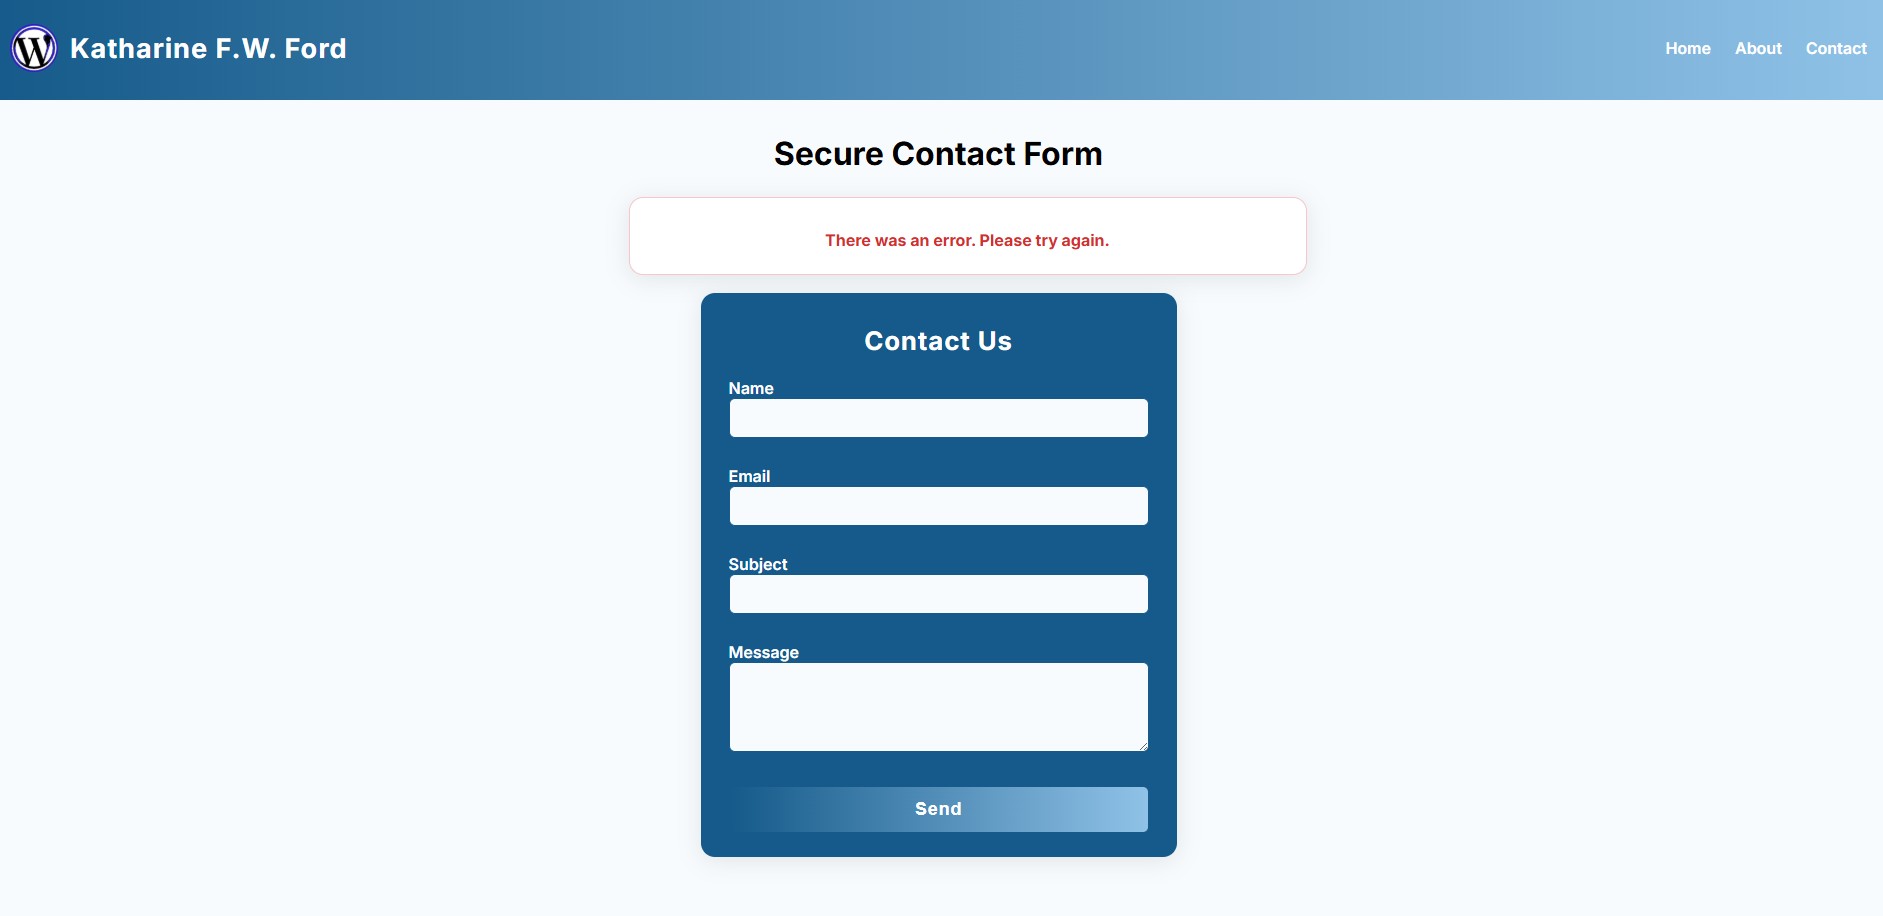 Katharine F.W. Ford
Home About Contact
Secure Contact Form
There was an error. Please try again.
Contact Us
Name
Email
Subject
Message
Send